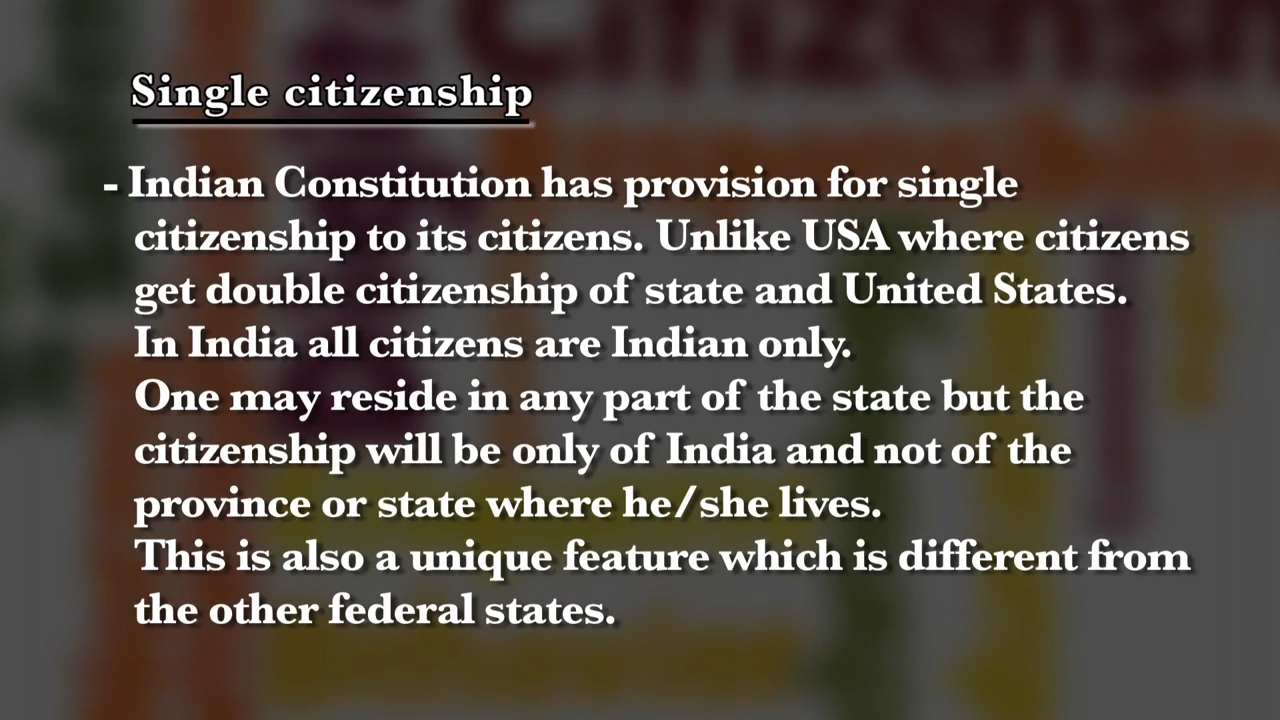 Single citizenship
- Indian Constitution has provision for single
citizenship to its citizens. Unlike USA where citizens
get double citizenship of state and United States.
In India all citizens are Indian only.
One may reside in any part of the state but the
citizenship will be only of India and not of the
province or state where he/she lives.
This is also a unique feature which is different from
the other federal states.